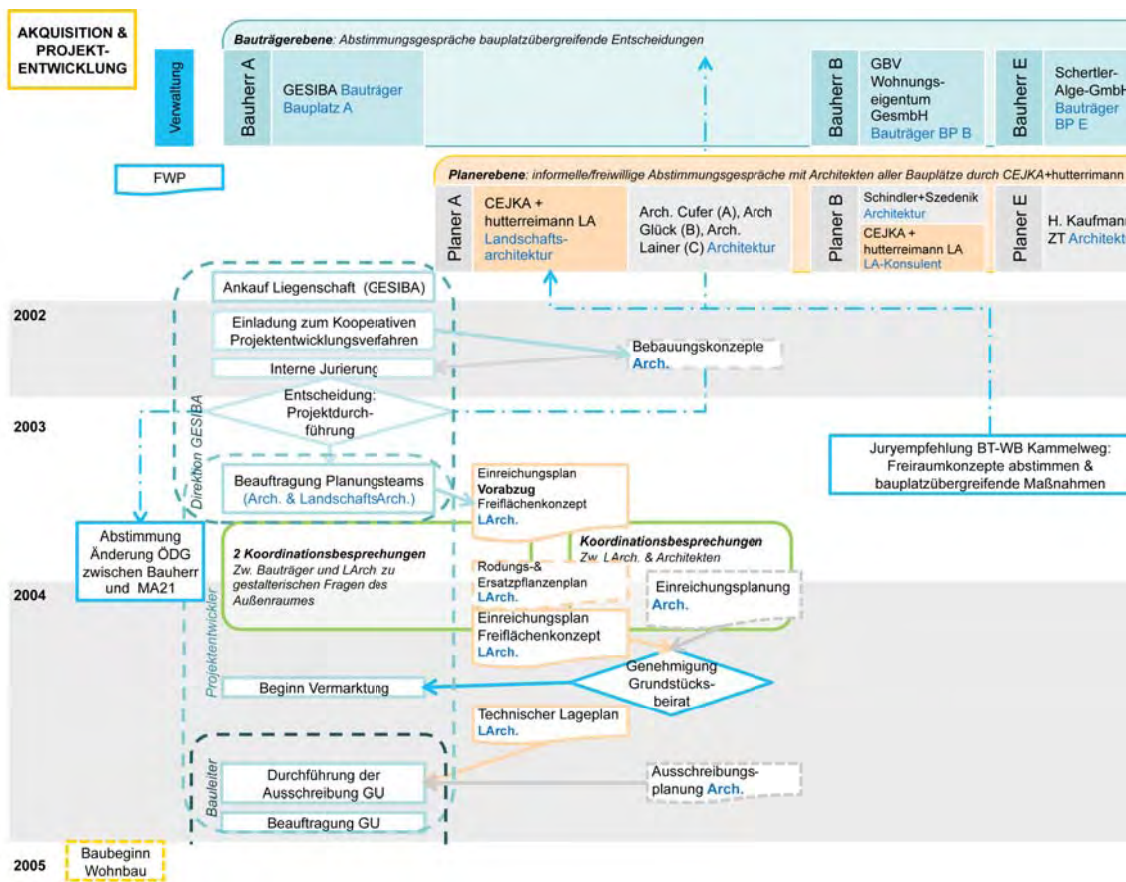 AKQUISITION &
PROJEKT-
ENTWICKLUNG
Verwaltung
FWP
Bauträgerebene: Abstimmungsgespräche bauplatzübergreifende Entscheidungen
Bauherr A
GESIBA Bauträger
Bauplatz A
Bauherr B
GBV
Wohnungs-
eigentum
GesmbH
Bauträger BP B
Bauherr E
Schertler-
Alge-GmbH
Bauträger
BP E
Planerebene: informelle/freiwillige Abstimmungsgespräche mit Architekten aller Bauplätze durch CEJKA+hutterrimann
Planer A
CEJKA +
hutterreimann LA
Landschafts-
architektur
Arch. Cufer (A), Arch
Glück (B), Arch.
Lainer (C) Architektur
Planer B
Schindler+Szedenik
Architektur
CEJKA +
hutterreimann LA
LA-Konsulent
Planer E
H. Kaufmann
ZT Architekt
Ankauf Liegenschaft (GESIBA)
2002
Einladung zum Kooperativen
Projektentwicklungsverfahren
Bebauungskonzepte
Arch.
Interne Jurierung
Entscheidung:
Projektdurch-
führung
2003
Direktion GESIBA
Juryempfehlung BT-WB Kammelweg:
Freiraumkonzepte abstimmen &
bauplatzübergreifende Maßnahmen
Beauftragung Planungsteams
(Arch. & LandschaftsArch.)
Einreichungsplan
Vorabzug
Freiflächenkonzept
LArch.
Abstimmung
Änderung ÖDG
zwischen Bauherr
und MA21
2 Koordinationsbesprechungen
Zw. Bauträger und LArch zu
gestalterischen Fragen des
Außenraumes
Koordinationsbesprechungen
Zw. LArch. & Architekten
Rodungs-&
Ersatzpflanzenplan
LArch.
Einreichungsplanung
Arch.
2004
Einreichungsplan
Freiflächenkonzept
LArch.
Projektentwickler
Genehmigung
Grundstücks-
beirat
Beginn Vermarktung
Technischer Lageplan
LArch.
Bauleiter
Durchführung der
Ausschreibung GU
Ausschreibungs-
planung Arch.
Beauftragung GU
2005
Baubeginn
Wohnbau